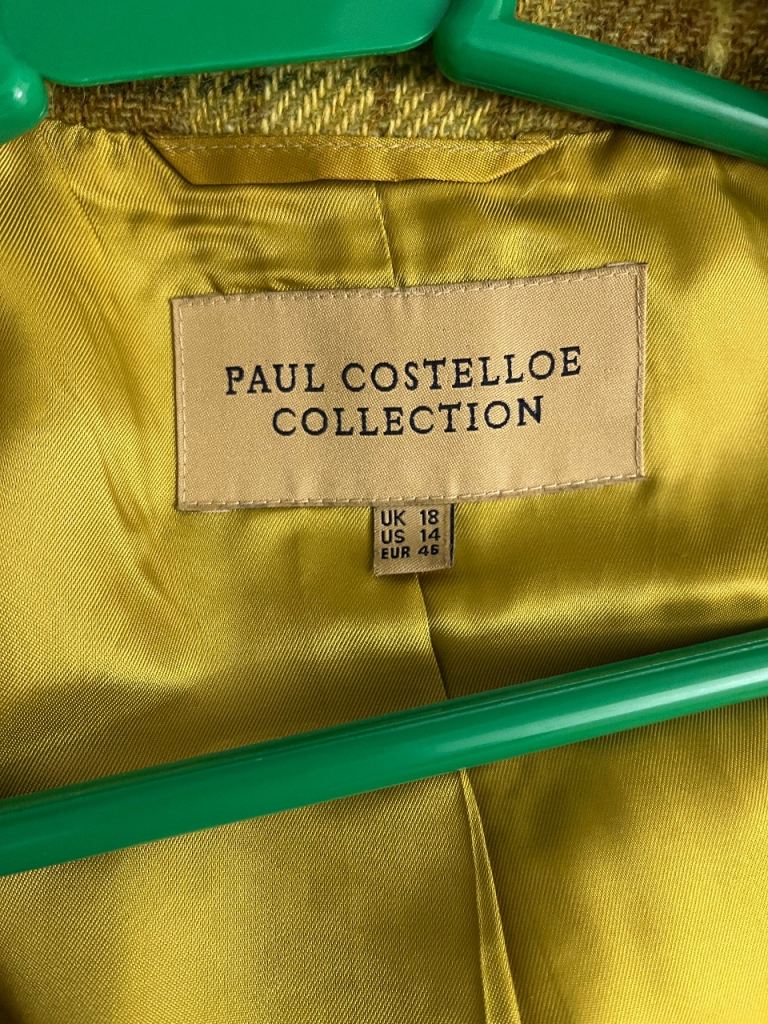 PAUL COSTELLOE
COLLECTION
UK 18
US 14
EUR 46